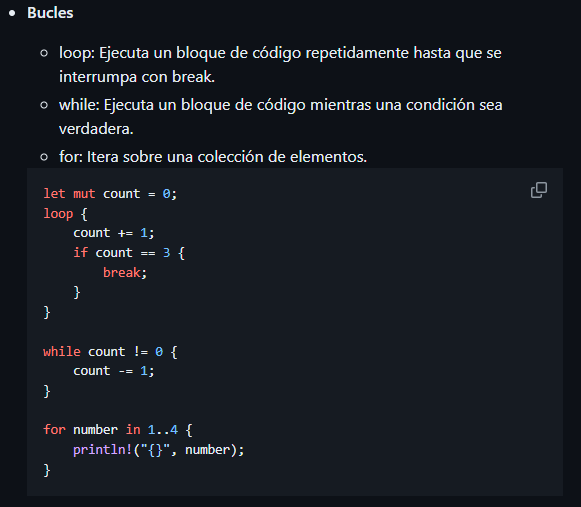 Bucles
loop: Ejecuta un bloque de código repetidamente hasta que se
interrumpa con break.
while: Ejecuta un bloque de código mientras una condición sea
verdadera.
for: Itera sobre una colección de elementos.
let mut count = 0;
loop {
    count += 1;
    if count == 3 {
        break;
    }
}

while count != 0 {
    count -= 1;
}

for number in 1..4 {
    println!("{}", number);
}